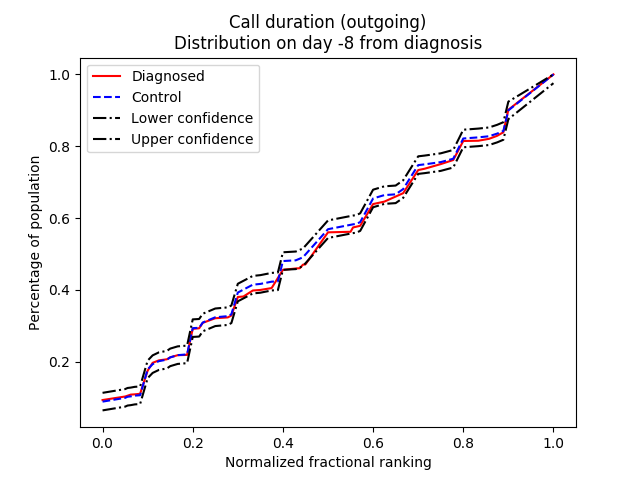 Call duration (outgoing)
Distribution on day -8 from diagnosis
Diagnosed
Control
Lower confidence
Upper confidence
Percentage of population
1.0
0.8
0.6
0.4
0.2
0.0 0.2 0.4 0.6 0.8 1.0
Normalized fractional ranking